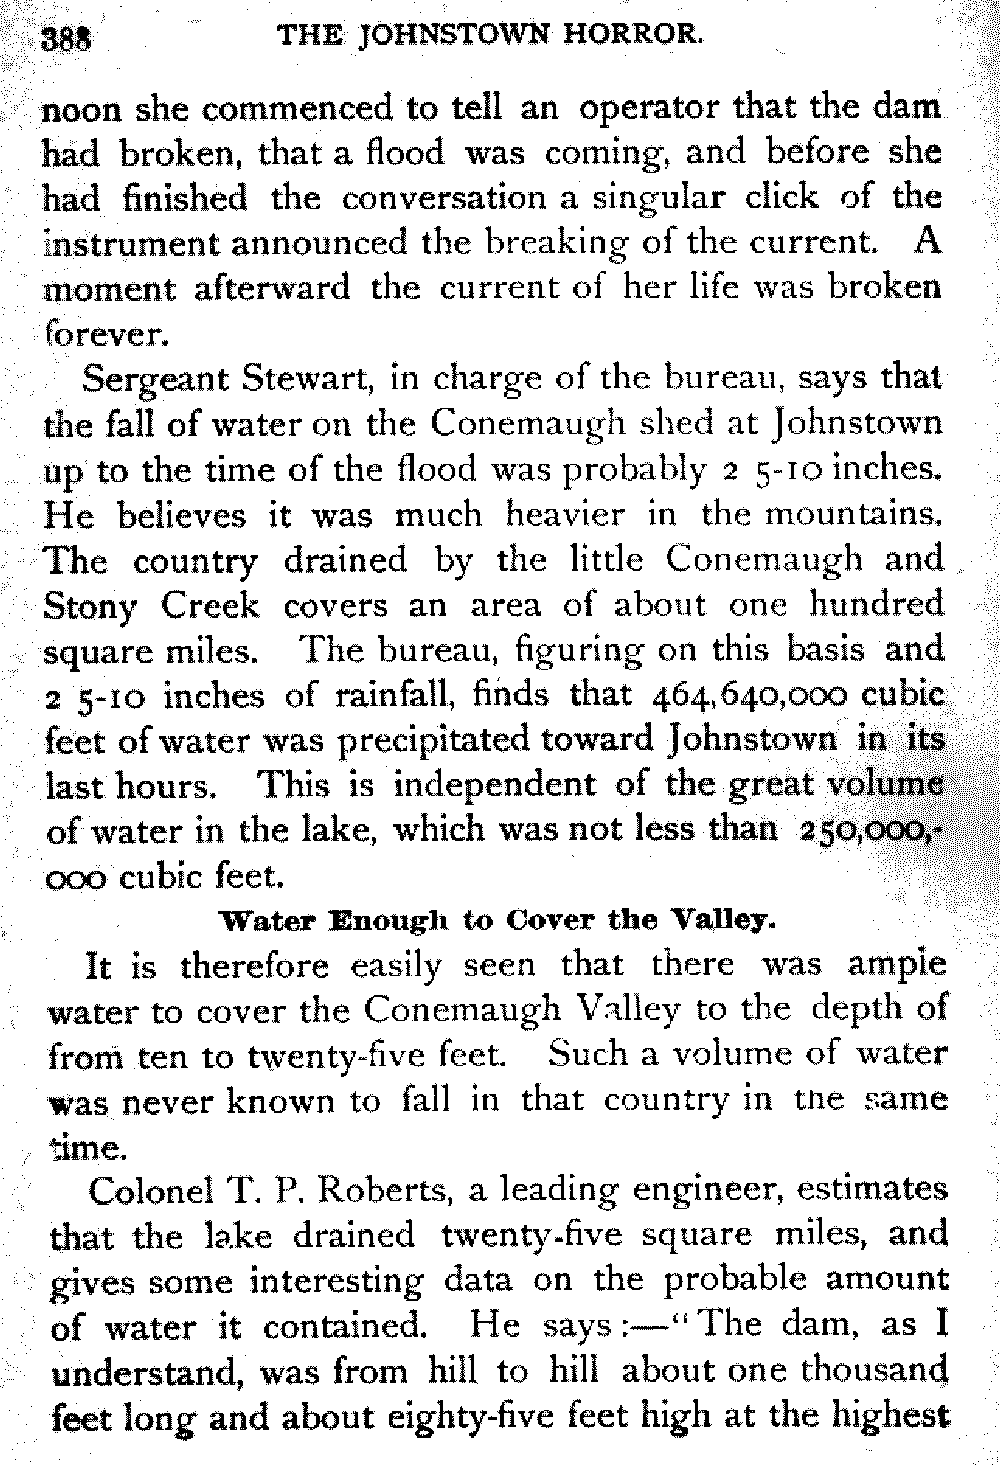 388 THE JOHNSTOWN HORROR.
noon she commenced to tell an operator that the dam
had broken, that a flood was coming, and before she
had finished the conversation a singular click of the
instrument announced the breaking of the current. A
moment afterward the current of her life was broken
forever.
Sergeant Stewart, in charge of the bureau, says that
the fall of water on the Conemaugh shed at Johnstown
up to the time of the flood was probably 2 5-10 inches.
He believes it was much heavier in the mountains.
The country drained by the little Conemaugh and
Stony Creek covers an area of about one hundred
square miles. The bureau, figuring on this basis and
2 5-10 inches of rainfall, finds that 464,640,000 cubic
feet of water was precipitated toward Johnstown in its
last hours. This is independent of the great volume
of water in the lake, which was not less than 250,000,-
000 cubic feet.
Water Enough to Cover the Valley.
It is therefore easily seen that there was ample
water to cover the Conemaugh Valley to the depth of
from ten to twenty-five feet. Such a volume of water
was never known to fall in that country in the same
time.
Colonel T. P. Roberts, a leading engineer, estimates
that the lake drained twenty-five square miles, and
gives some interesting data on the probable amount
of water it contained. He says:—"The dam, as I
understand, was from hill to hill about one thousand
feet long and about eighty-five feet high at the highest